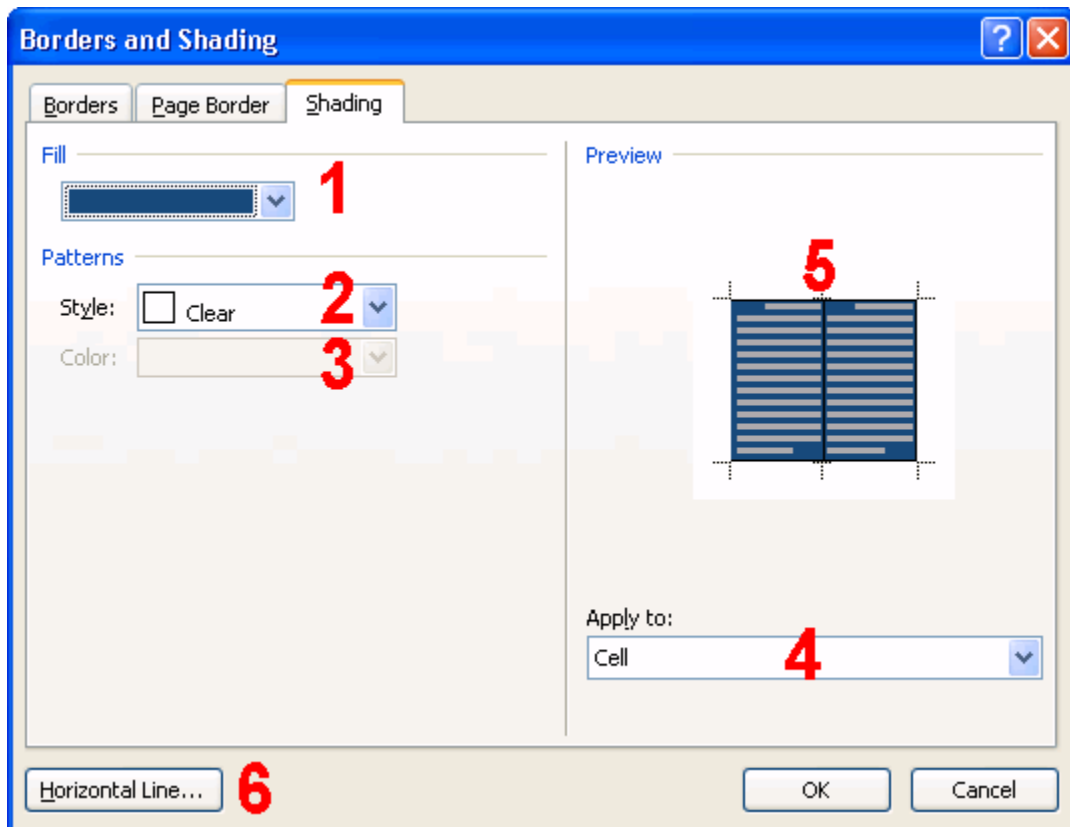 Borders and Shading
Borders Page Border Shading
Fill
1
Patterns
Style: Clear 2
Color: 3
Preview
5
Apply to:
Cell 4
Horizontal Line... 6
OK Cancel